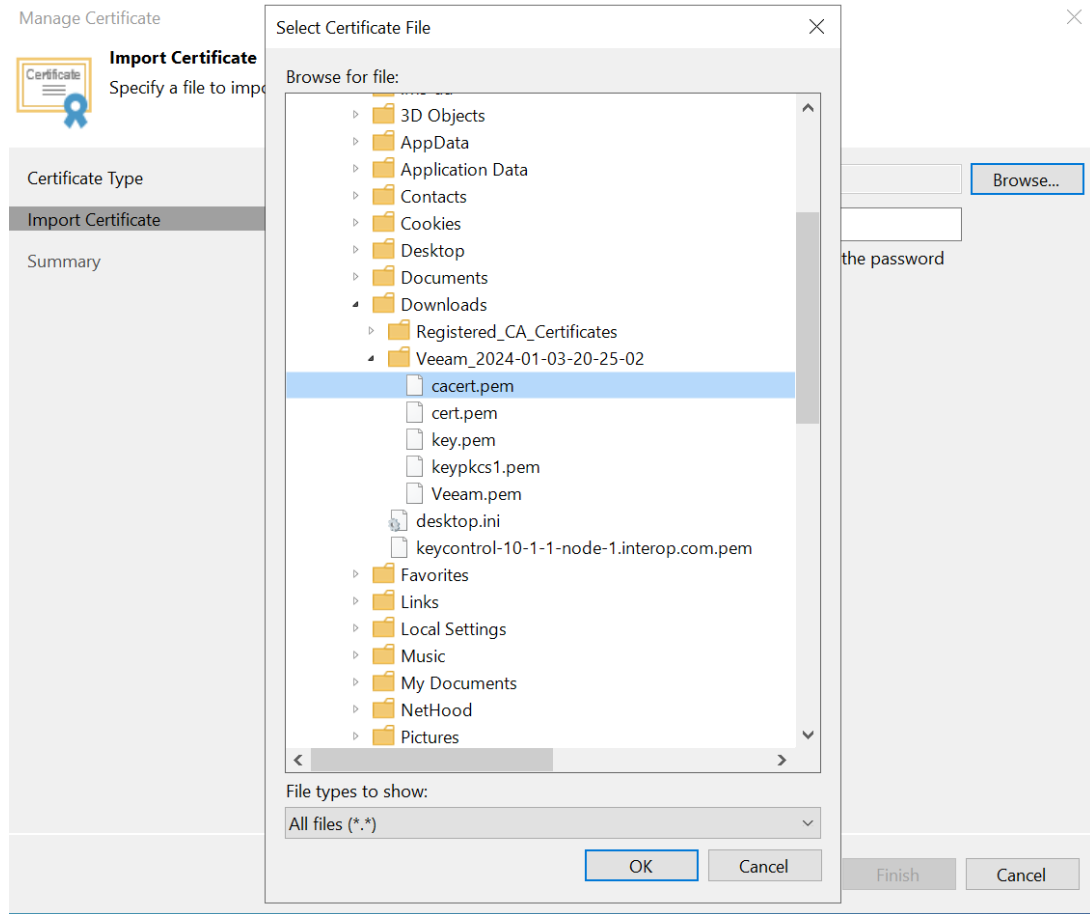 Manage Certificate
Certificate
Import Certificate
Specify a file to impo
Certificate Type
Import Certificate
Summary
Select Certificate File
Browse for file:
3D Objects
AppData
Application Data
Contacts
Cookies
Desktop
Documents
Downloads
Registered_CA_Certificates
Veeam_2024-01-03-20-25-02
cacert.pem
cert.pem
key.pem
keypkcs1.pem
Veeam.pem
desktop.ini
keycontrol-10-1-1-node-1.interop.com.pem
Favorites
Links
Local Settings
Music
My Documents
NetHood
Pictures
File types to show:
All files (*.*)
OK Cancel
Browse...
the password
Finish Cancel